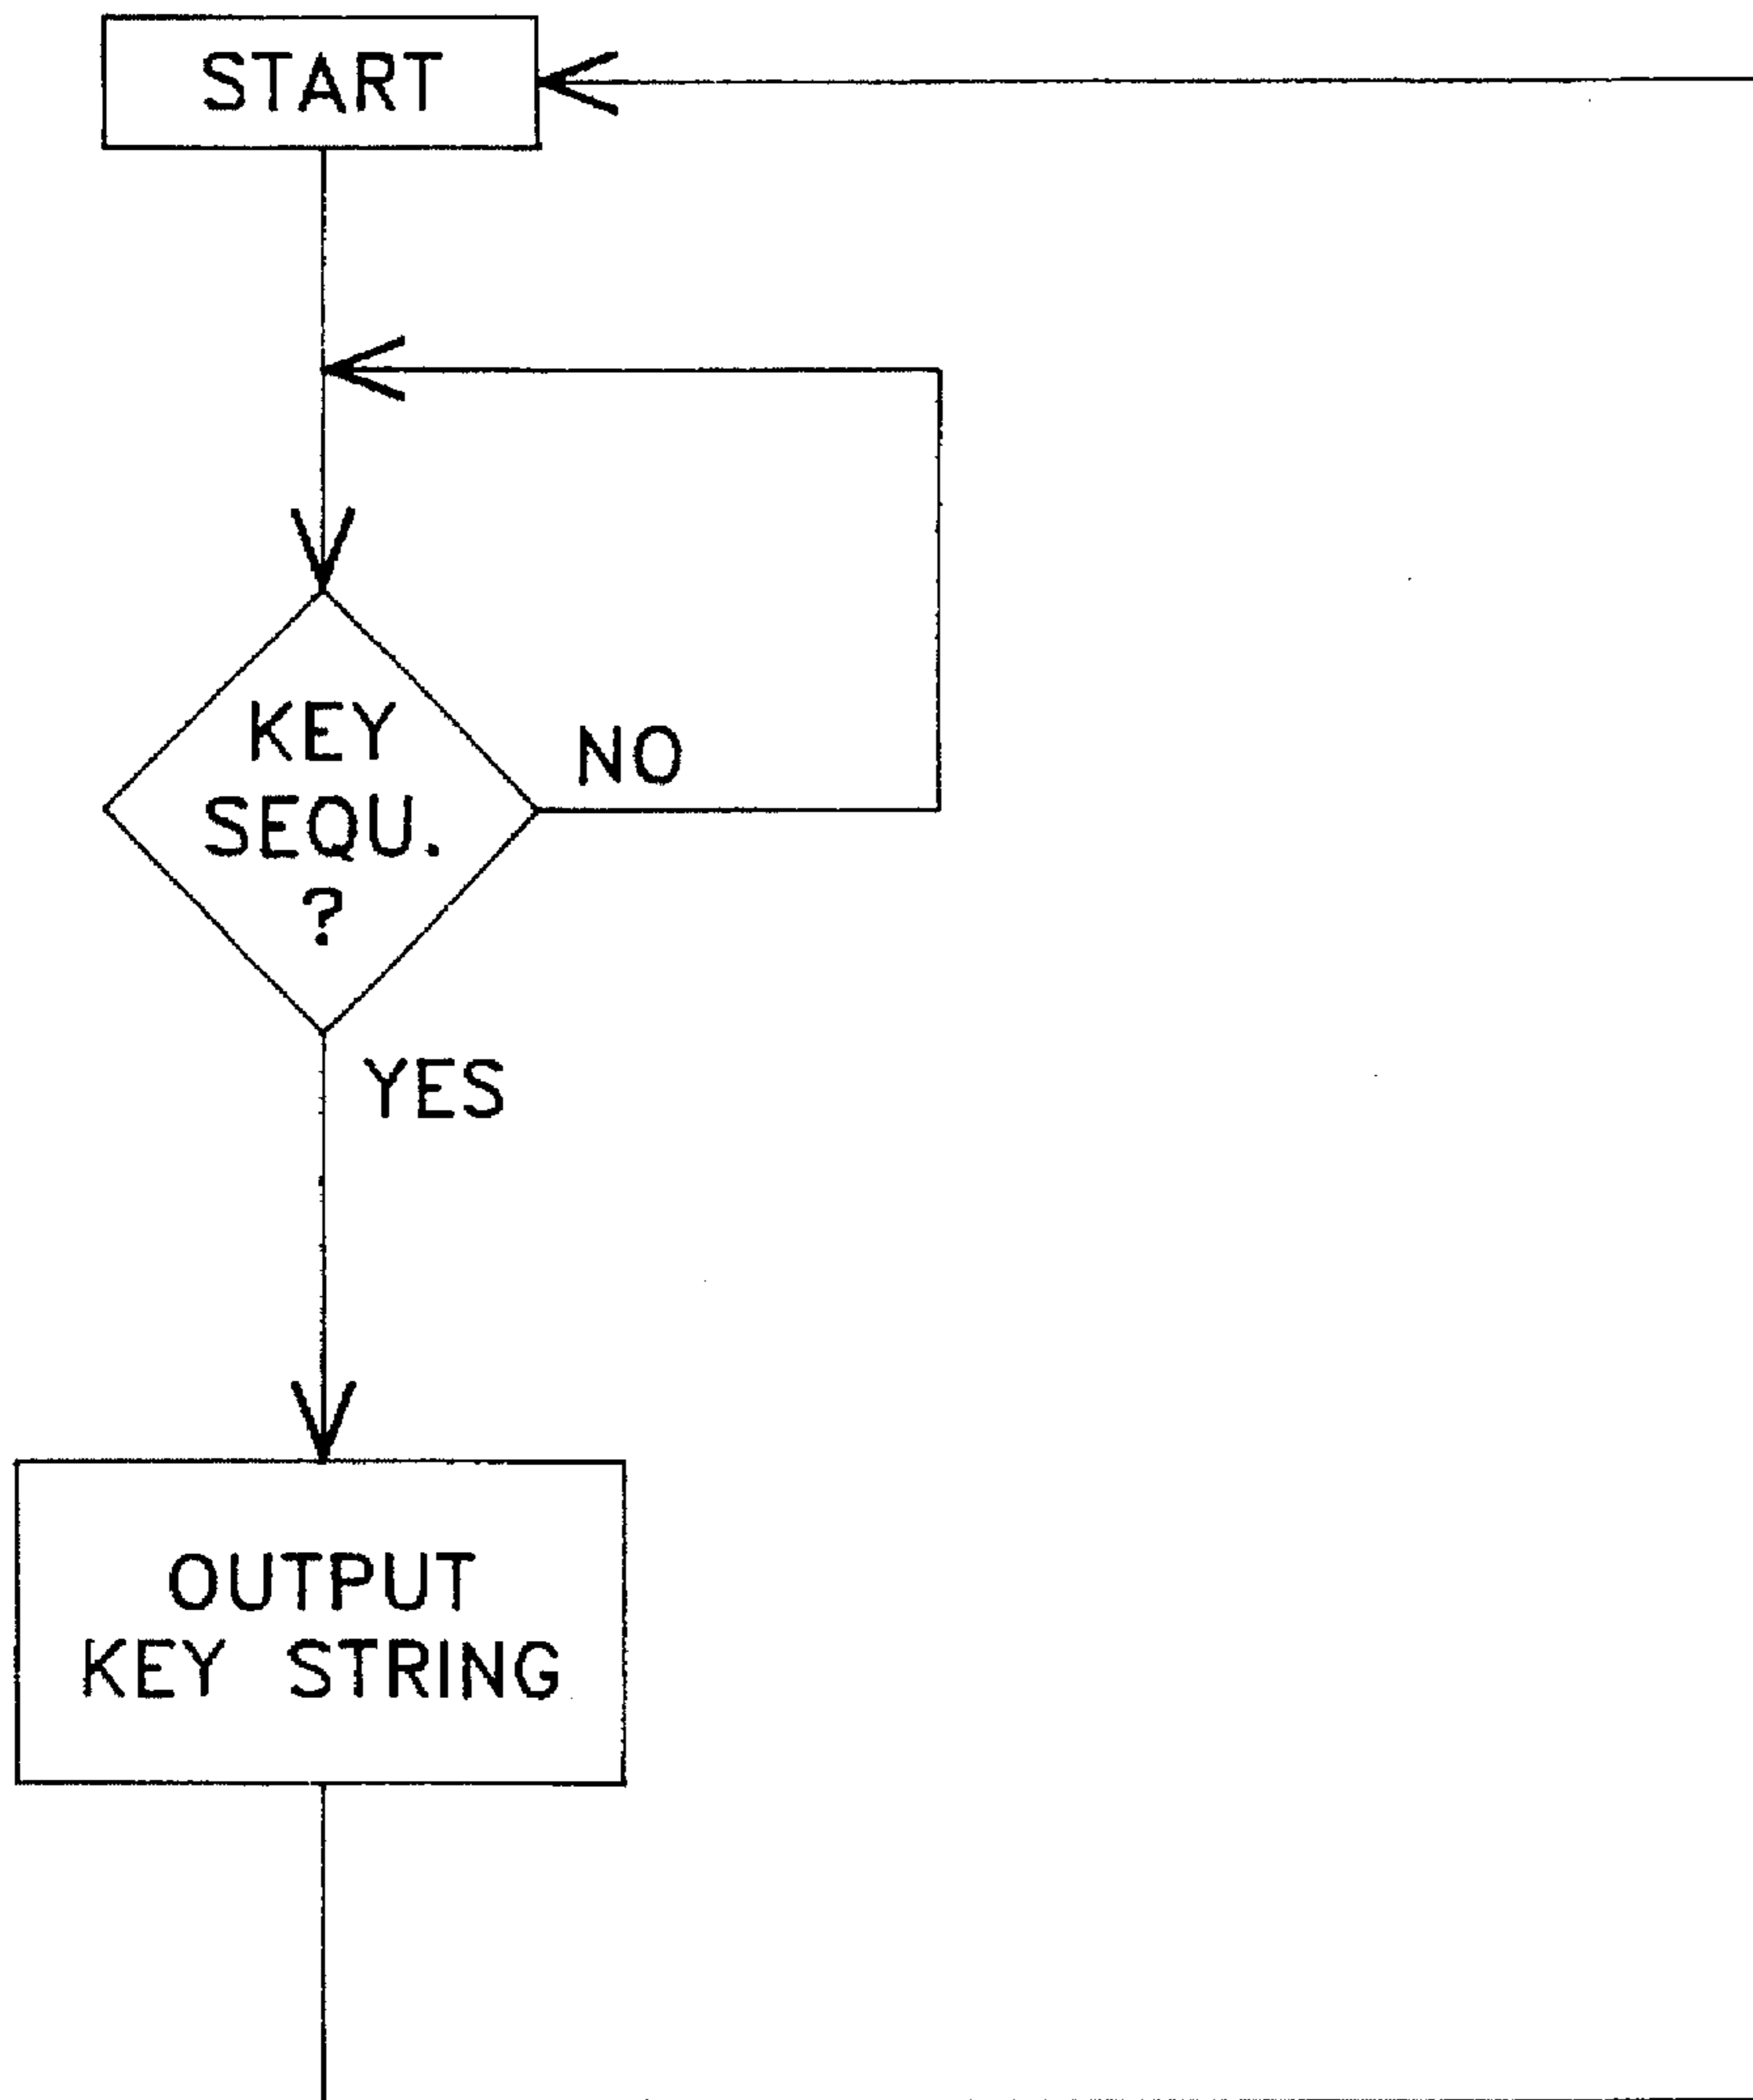 START
KEY
SEQU.
?
NO
YES
OUTPUT
KEY STRING